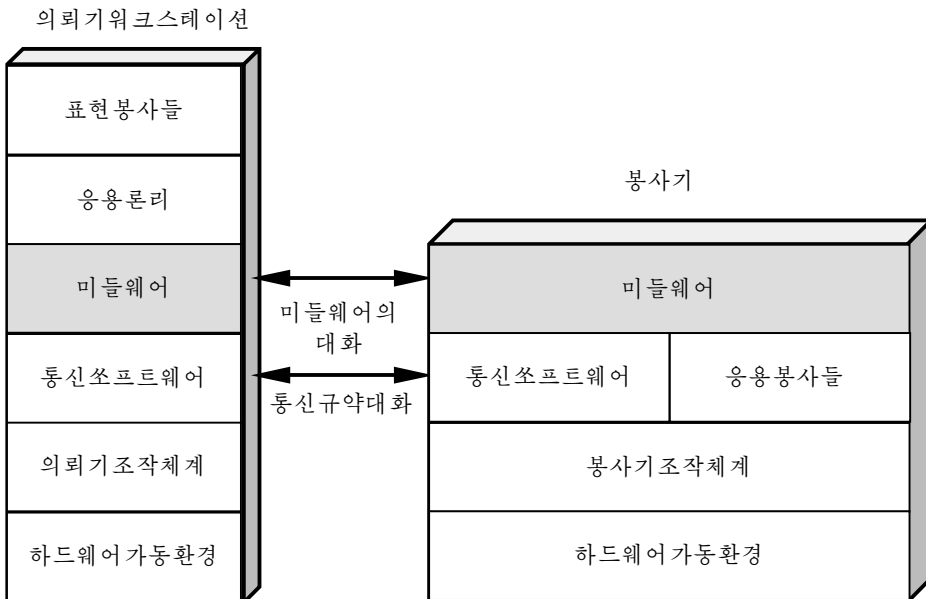 의뢰기워크스테이션
표현봉사들
응용론리
미들웨어
통신쏘프트웨어
의뢰기조작체계
하드웨어가동환경
미들웨어의
대화
통신규약대화
봉사기
미들웨어
통신쏘프트웨어 응용봉사들
봉사기조작체계
하드웨어가동환경